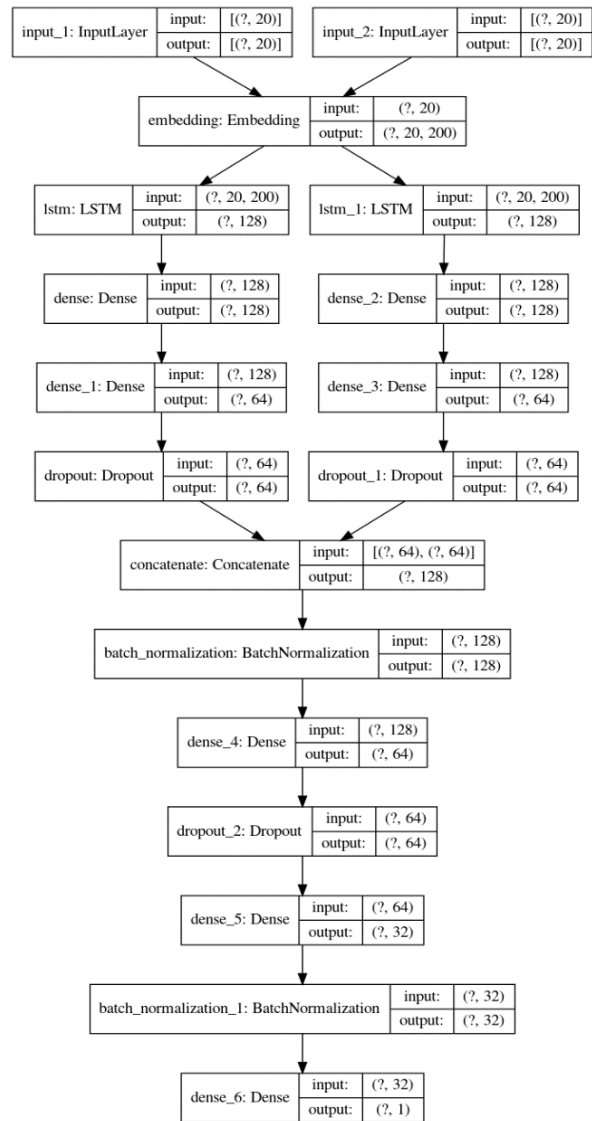 input_1: InputLayer input: [(?, 20)]
output: [(?, 20)]
input_2: InputLayer input: [(?, 20)]
output: [(?, 20)]
embedding: Embedding input: (?, 20)
output: (?, 20, 200)
lstm: LSTM input: (?, 20, 200)
output: (?, 128)
lstm_1: LSTM input: (?, 20, 200)
output: (?, 128)
dense: Dense input: (?, 128)
output: (?, 128)
dense_2: Dense input: (?, 128)
output: (?, 128)
dense_1: Dense input: (?, 128)
output: (?, 64)
dense_3: Dense input: (?, 128)
output: (?, 64)
dropout: Dropout input: (?, 64)
output: (?, 64)
dropout_1: Dropout input: (?, 64)
output: (?, 64)
concatenate: Concatenate input: [(?, 64), (?, 64)]
output: (?, 128)
batch_normalization: BatchNormalization input: (?, 128)
output: (?, 128)
dense_4: Dense input: (?, 128)
output: (?, 64)
dropout_2: Dropout input: (?, 64)
output: (?, 64)
dense_5: Dense input: (?, 64)
output: (?, 32)
batch_normalization_1: BatchNormalization input: (?, 32)
output: (?, 32)
dense_6: Dense input: (?, 32)
output: (?, 1)